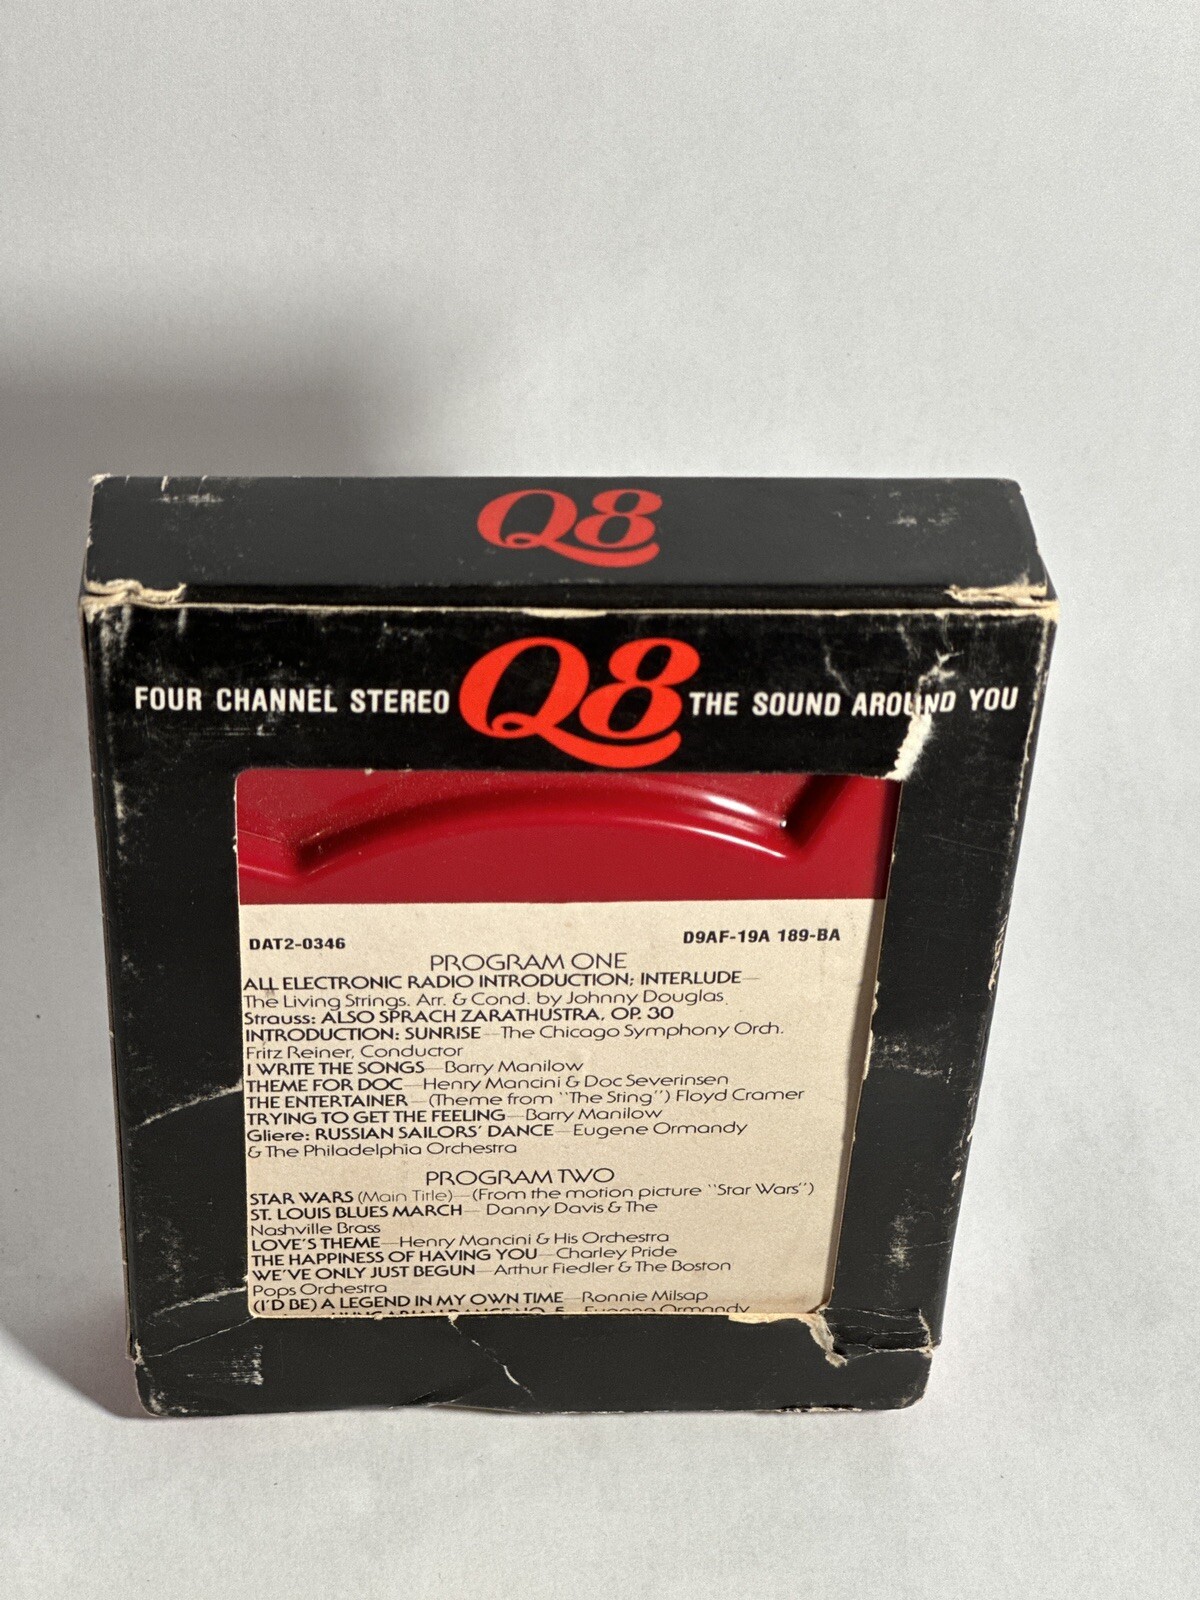 Q8
FOUR CHANNEL STEREO Q8 THE SOUND AROUND YOU
DAT2-0346 D9AF-19A 189-BA
PROGRAM ONE
ALL ELECTRONIC RADIO INTRODUCTION; INTERLUDE—
The Living Strings. Arr. & Cond. by Johnny Douglas
Strauss: ALSO SPRACH ZARATHUSTRA, OP. 30
INTRODUCTION: SUNRISE—The Chicago Symphony Orch.
Fritz Reiner, Conductor
I WRITE THE SONGS—Barry Manilow
THEME FOR DOC—Henry Mancini & Doc Severinsen
THE ENTERTAINER—(Theme from "The Sting") Floyd Cramer
TRYING TO GET THE FEELING—Barry Manilow
Gliere: RUSSIAN SAILORS' DANCE—Eugene Ormandy
& The Philadelphia Orchestra
PROGRAM TWO
STAR WARS (Main Title)—(From the motion picture "Star Wars")
ST. LOUIS BLUES MARCH—Danny Davis & The
Nashville Brass
LOVE'S THEME—Henry Mancini & His Orchestra
THE HAPPINESS OF HAVING YOU—Charley Pride
WE'VE ONLY JUST BEGUN—Arthur Fiedler & The Boston
Pops Orchestra
(I'D BE) A LEGEND IN MY OWN TIME—Ronnie Milsap
HUNGARIAN DANCE NO. 5—Eugene Ormandy